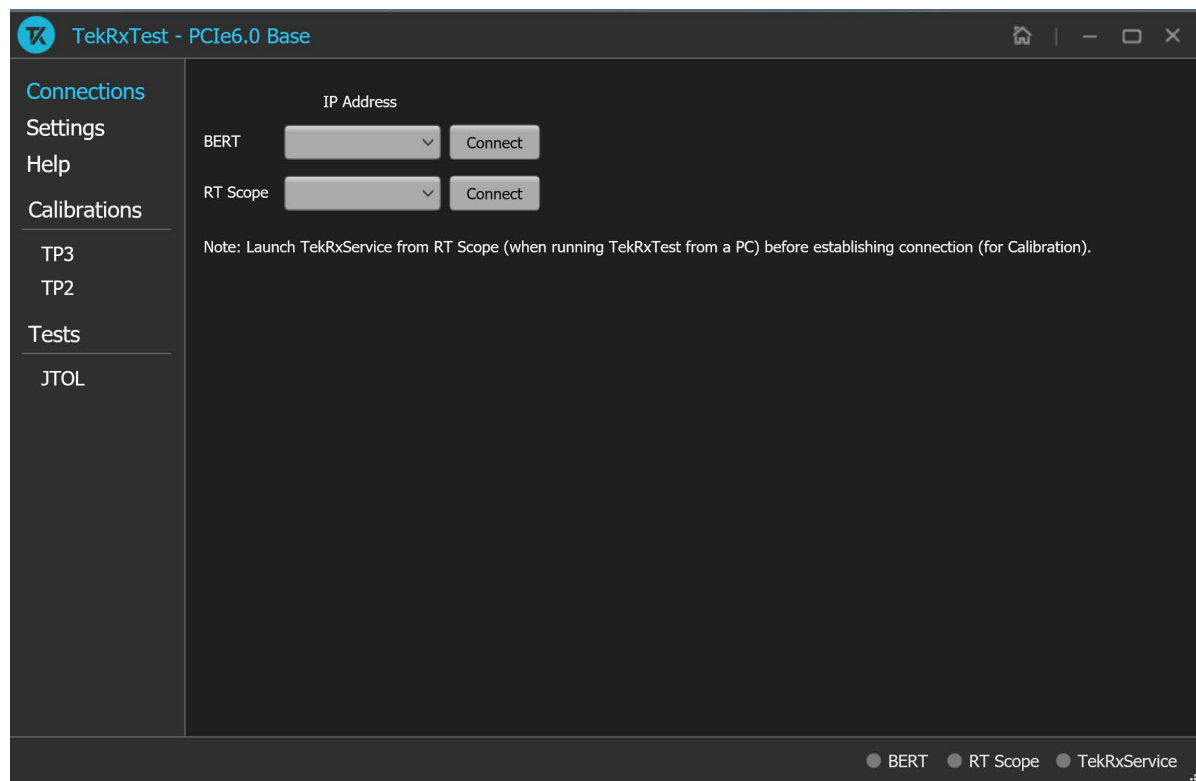 TekRxTest - PCIe6.0 Base
Connections
Settings
Help
Calibrations
TP3
TP2
Tests
JTOL
IP Address
BERT Connect
RT Scope Connect
Note: Launch TekRxService from RT Scope (when running TekRxTest from a PC) before establishing connection (for Calibration).
BERT RT Scope TekRxService